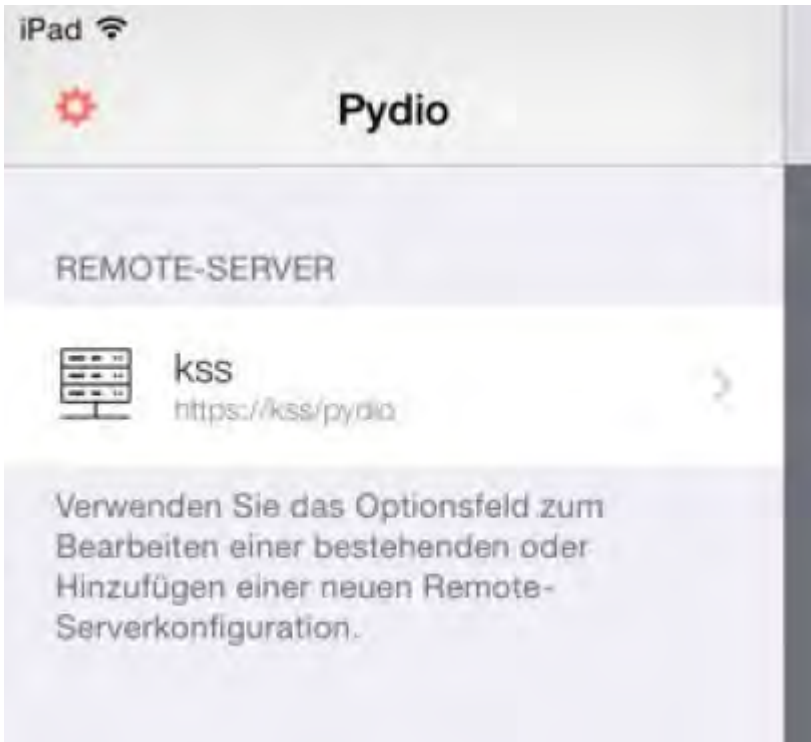 iPad
Pydio
REMOTE-SERVER
kss
https://kss/pydio
Verwenden Sie das Optionsfeld zum
Bearbeiten einer bestehenden oder
Hinzufügen einer neuen Remote-
Serverkonfiguration.